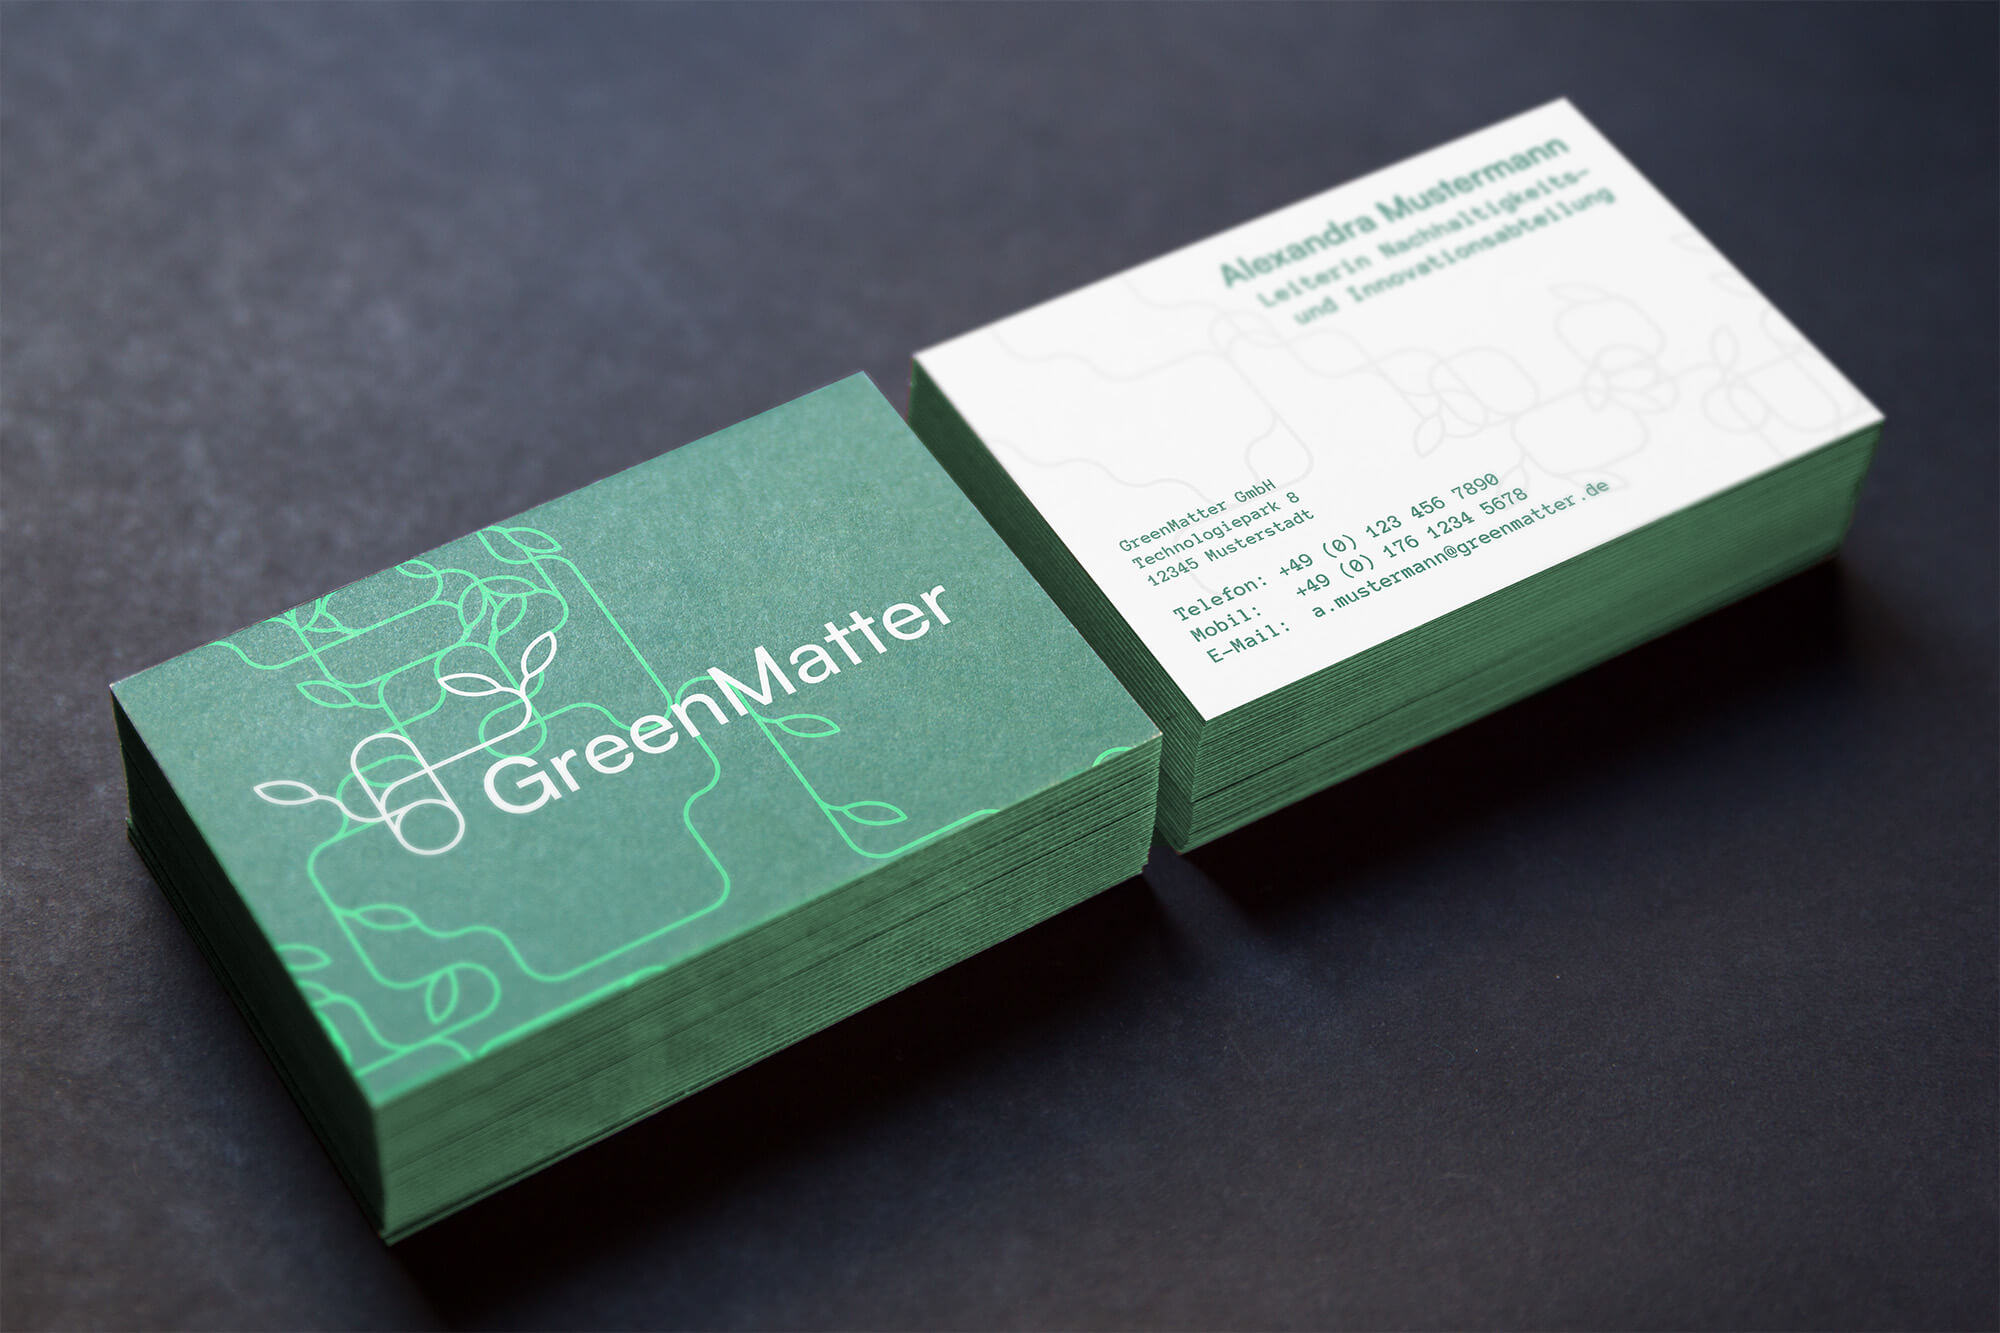 GreenMatter
Alexandra Mustermann
Leiterin Nachhaltigkeits-
und Innovationsabteilung
GreenMatter GmbH
Technologiepark 8
12345 Musterstadt
Telefon: +49 (0) 123 456 7890
Mobil: +49 (0) 176 1234 5678
E-Mail: a.mustermann@greenmatter.de